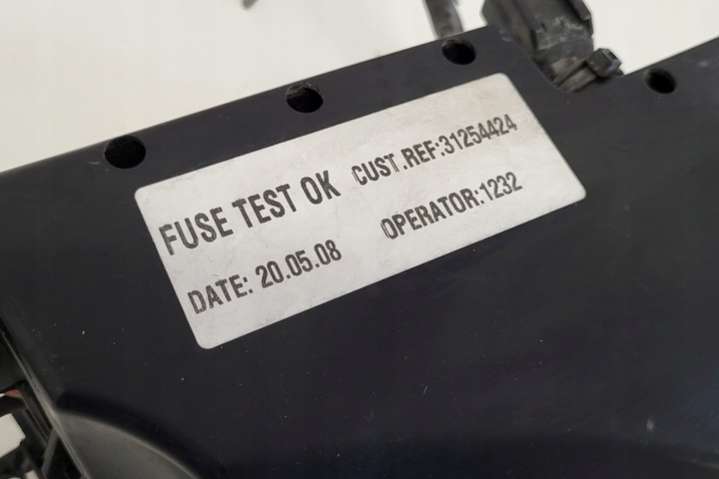 FUSE TEST OK CUST.REF:31254424
DATE: 20.05.08 OPERATOR:1232